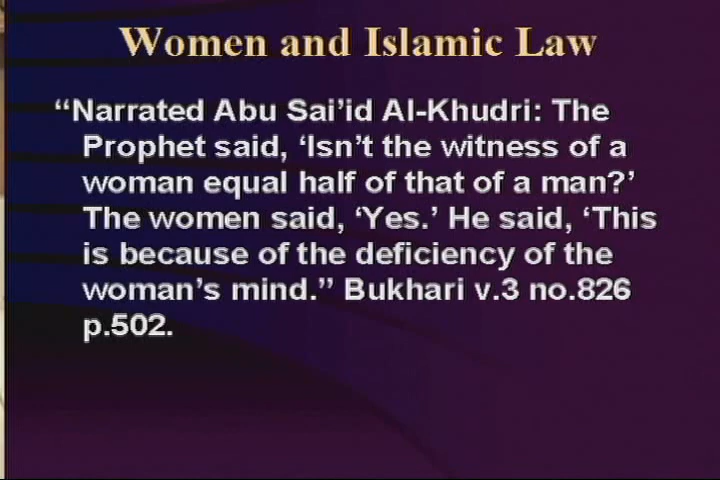 Women and Islamic Law
“Narrated Abu Sai’id Al-Khudri: The
Prophet said, ‘Isn’t the witness of a
woman equal half of that of a man?’
The women said, ‘Yes.’ He said, ‘This
is because of the deficiency of the
woman’s mind.” Bukhari v.3 no.826
p.502.